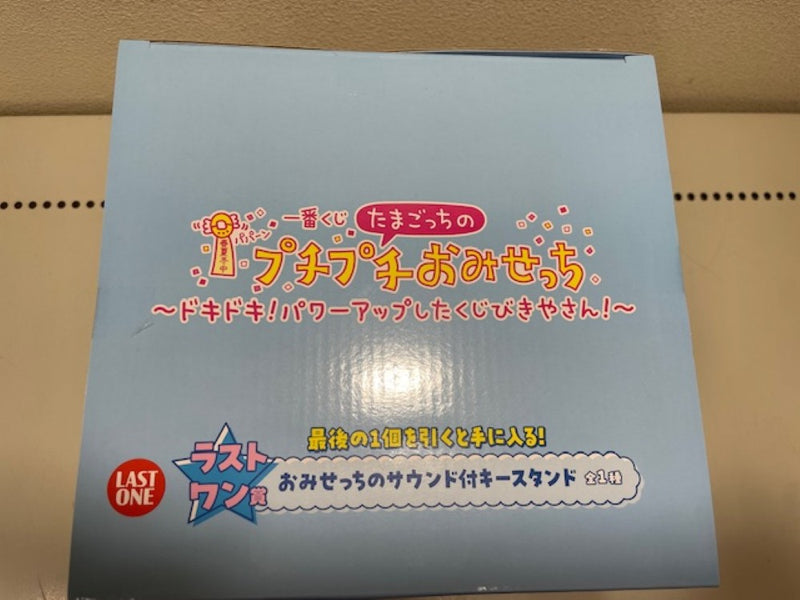 一番くじ たまごっちの
パパーン
プチプチおみせっち
～ドキドキ！パワーアップしたくじびきやさん！～
最後の1個を引くと手に入る！
LAST ONE
ラストワン賞
おみせっちのサウンド付キースタンド 全1種